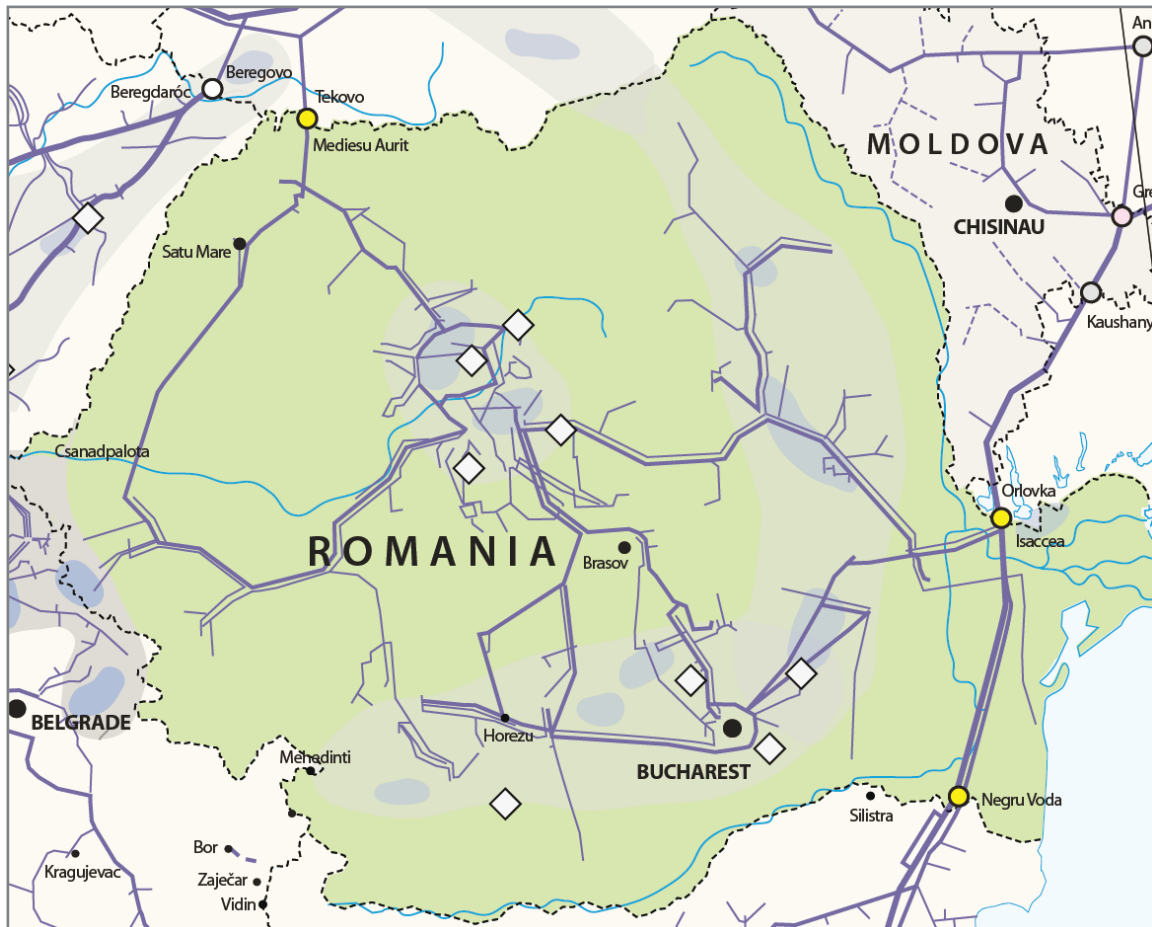 An
Beregovo
Beregdaróc
Tekovo
Mediesu Aurit
MOLDOVA
Gre
CHISINAU
Satu Mare
Kaushany
Csanadpalota
Orlovka
Isaccea
ROMANIA
Brasov
BELGRADE
Horezu
Mehedinti
BUCHAREST
Silistra
Negru Voda
Bor
Kragujevac
Zaječar
Vidin